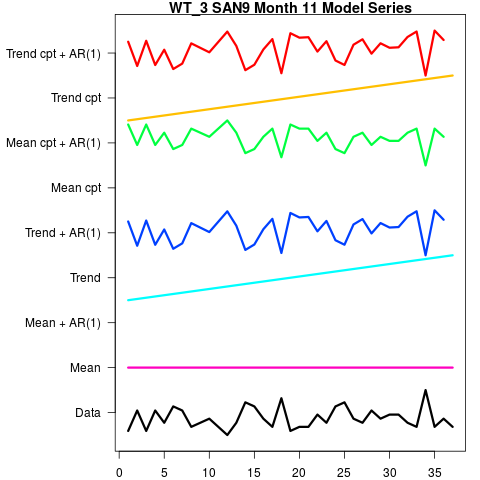 WT_3 SAN9 Month 11 Model Series
Trend cpt + AR(1)
Trend cpt
Mean cpt + AR(1)
Mean cpt
Trend + AR(1)
Trend
Mean + AR(1)
Mean
Data
0 5 10 15 20 25 30 35